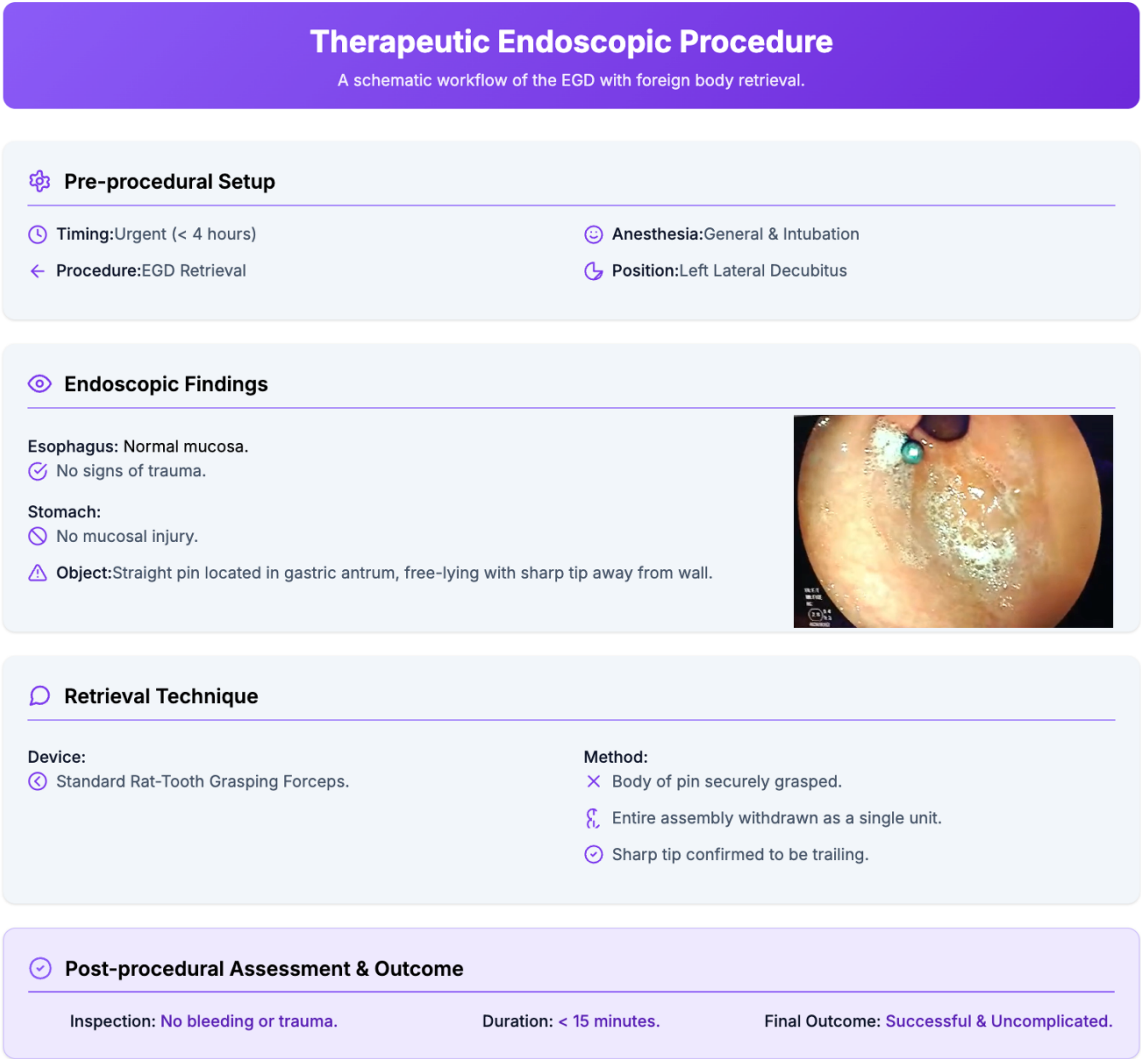 Therapeutic Endoscopic Procedure
A schematic workflow of the EGD with foreign body retrieval.
Pre-procedural Setup
Timing:Urgent (< 4 hours)
Anesthesia:General & Intubation
Procedure:EGD Retrieval
Position:Left Lateral Decubitus
Endoscopic Findings
Esophagus: Normal mucosa.
No signs of trauma.
Stomach:
No mucosal injury.
Object:Straight pin located in gastric antrum, free-lying with sharp tip away from wall.
Retrieval Technique
Device:
Standard Rat-Tooth Grasping Forceps.
Method:
Body of pin securely grasped.
Entire assembly withdrawn as a single unit.
Sharp tip confirmed to be trailing.
Post-procedural Assessment & Outcome
Inspection: No bleeding or trauma.
Duration: < 15 minutes.
Final Outcome: Successful & Uncomplicated.